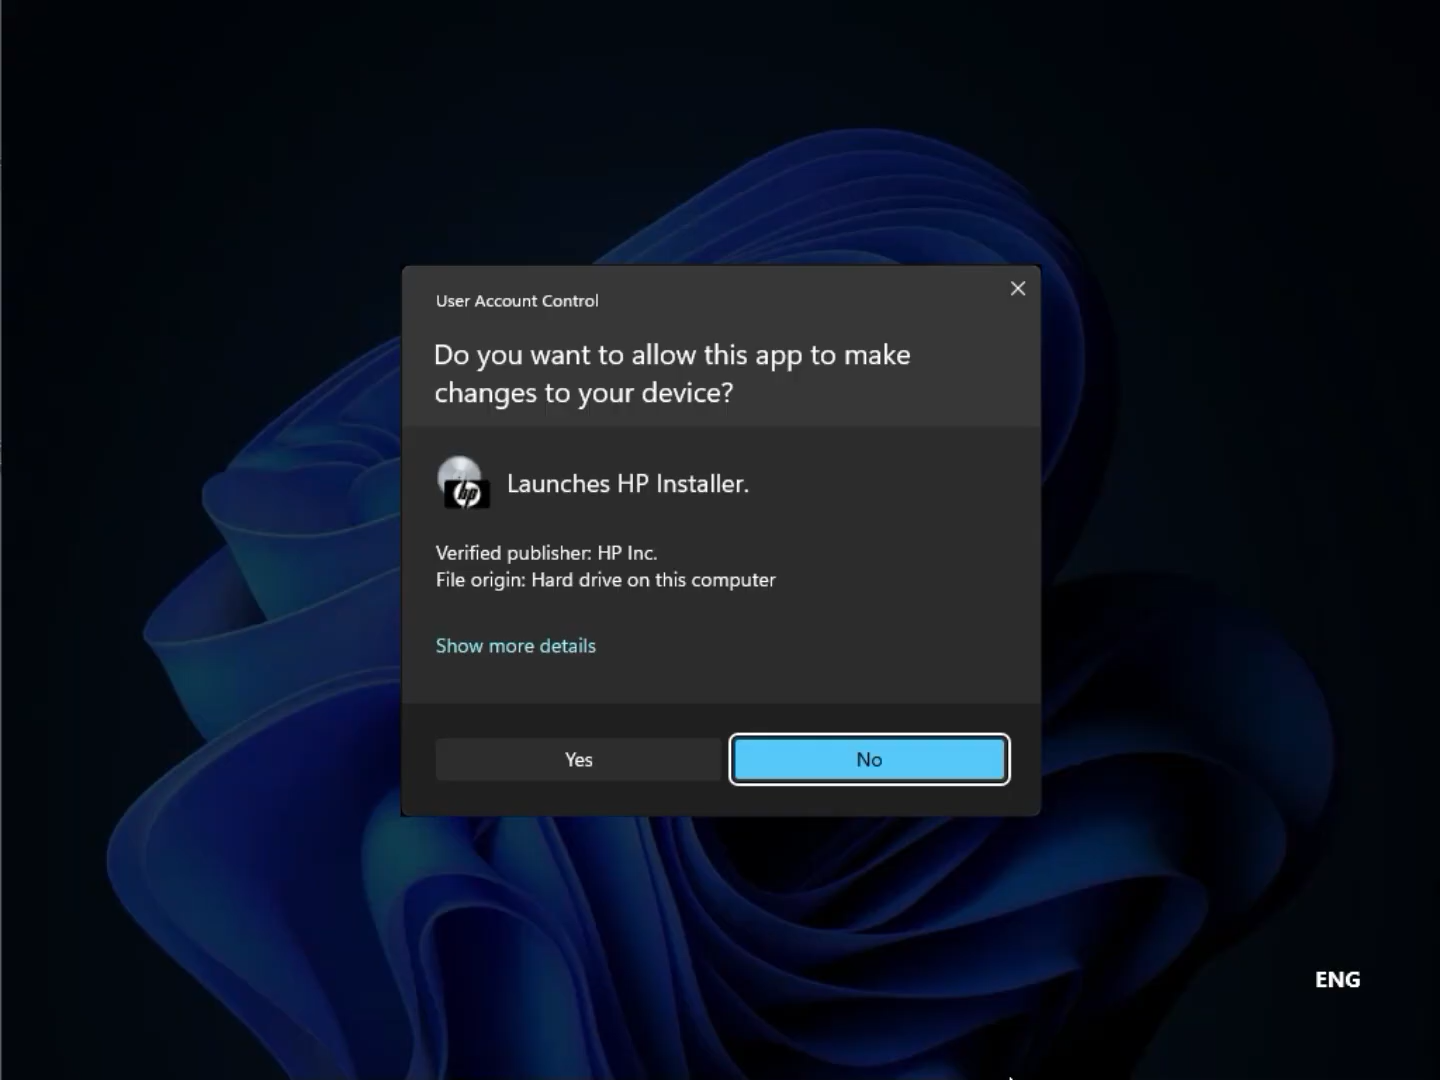 User Account Control
Do you want to allow this app to make
changes to your device?
hp
Launches HP Installer.
Verified publisher: HP Inc.
File origin: Hard drive on this computer
Show more details
Yes
No
ENG